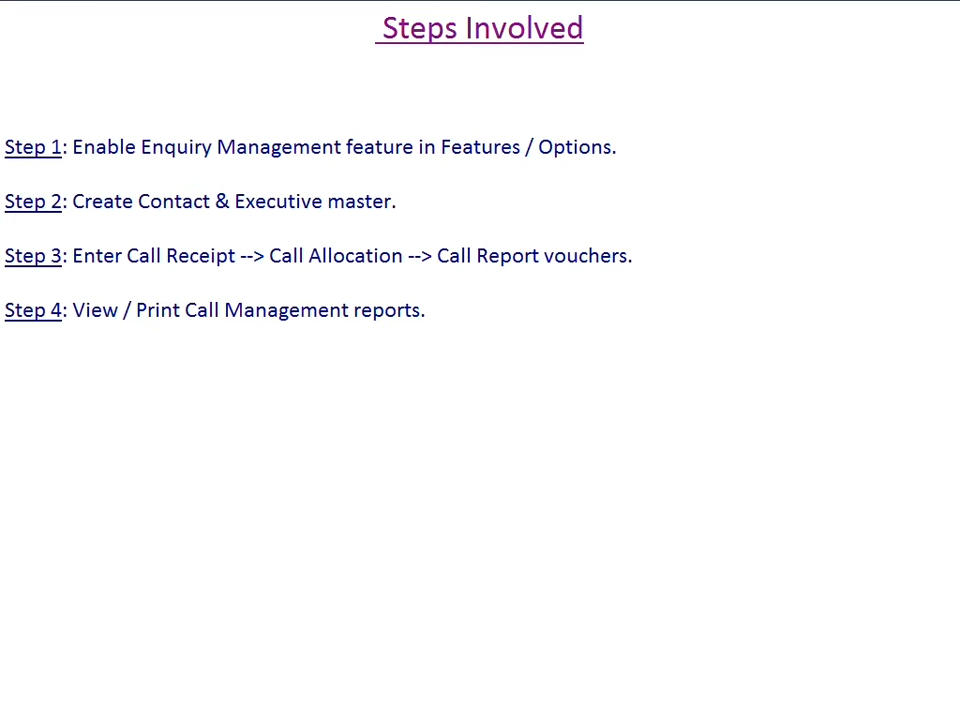 Steps Involved
Step 1: Enable Enquiry Management feature in Features / Options.
Step 2: Create Contact & Executive master.
Step 3: Enter Call Receipt --> Call Allocation --> Call Report vouchers.
Step 4: View / Print Call Management reports.